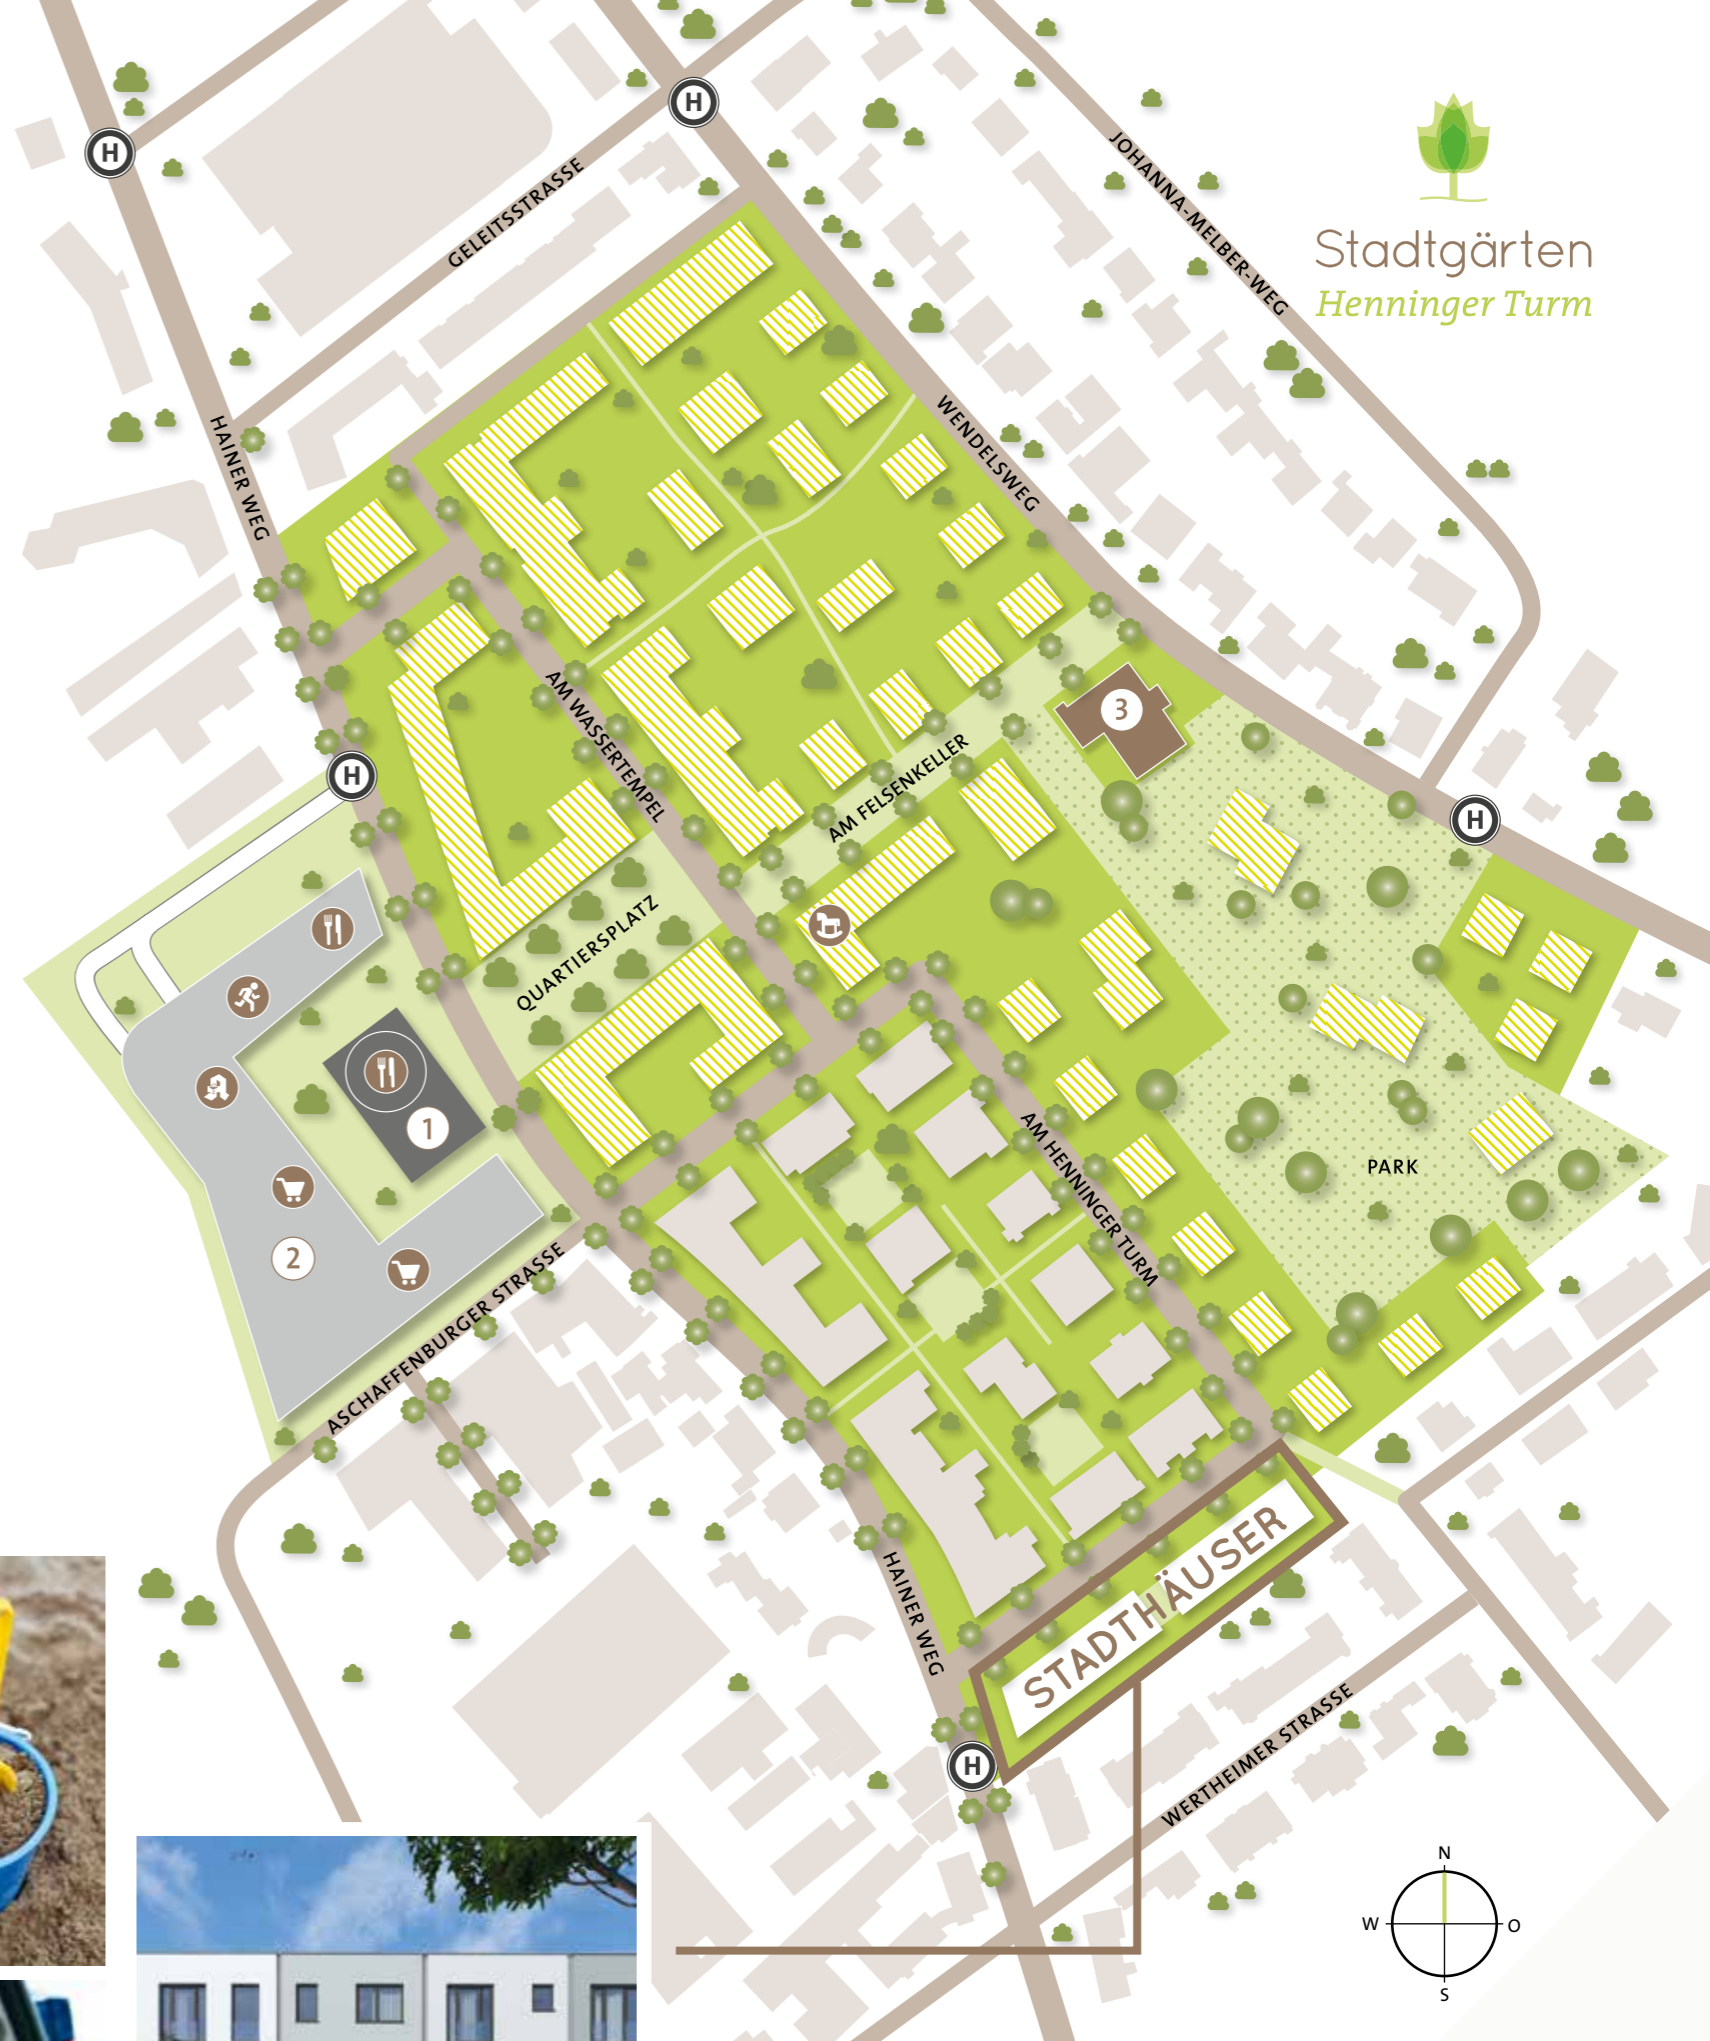 H
H
GELEITSSTRASSE
JOHANNA-MELBER-WEG
Stadtgärten
Henninger Turm
HAINER WEG
WENDELSWEG
AM WASSERTEMPEL
3
H
AM FELSENKELLER
H
QUARTIERSPLATZ
1
AM HENNINGER TURM
PARK
2
ASCHAFFENBURGER STRASSE
STADTHÄUSER
HAINER WEG
H
WERTHEIMER STRASSE
N
W O
S